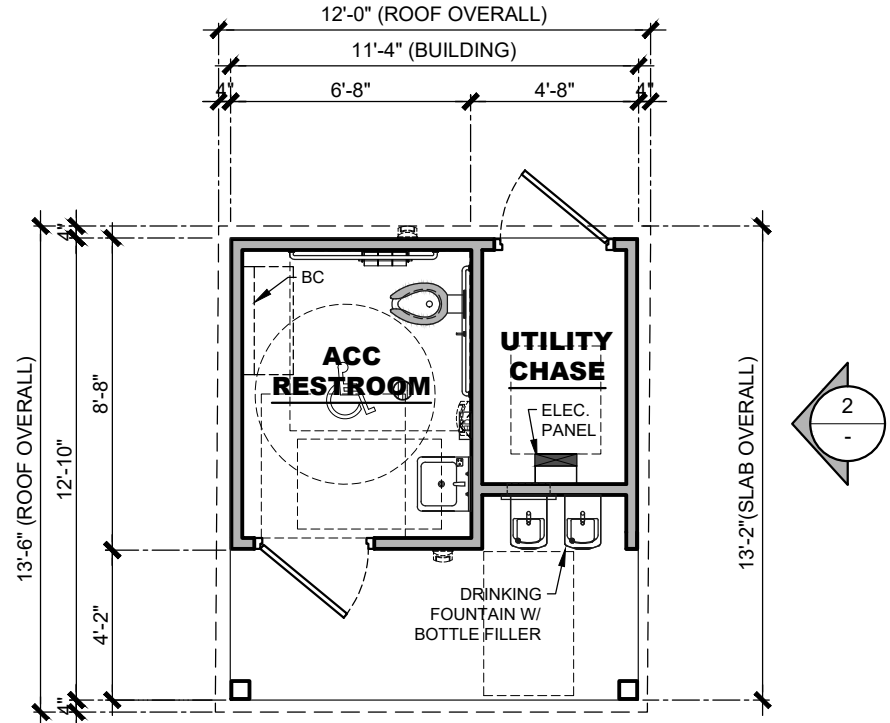 12'-0" (ROOF OVERALL)
11'-4" (BUILDING)
4"
6'-8"
4'-8"
4"
4"
13'-6" (ROOF OVERALL)
12'-10"
8'-8"
4'-2"
4"
BC
ACC
RESTROOM
UTILITY
CHASE
ELEC.
PANEL
DRINKING
FOUNTAIN W/
BOTTLE FILLER
13'-2"(SLAB OVERALL)
2
-